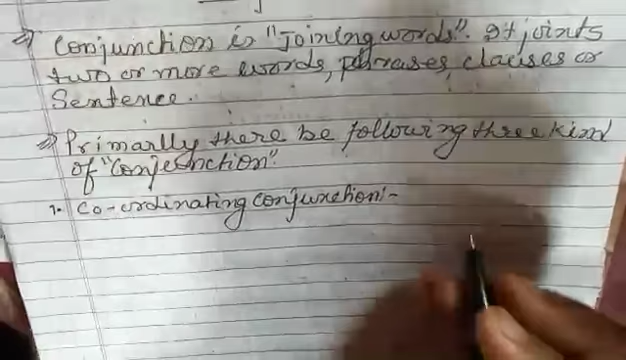 ⇒ Conjunction is "Joining words". It joints
two or more words, phrases, clauses or
Sentence.
⇒ Primarlly there be following three kind
of "Conjecnction".
1. Co-ordinating conjunction:-